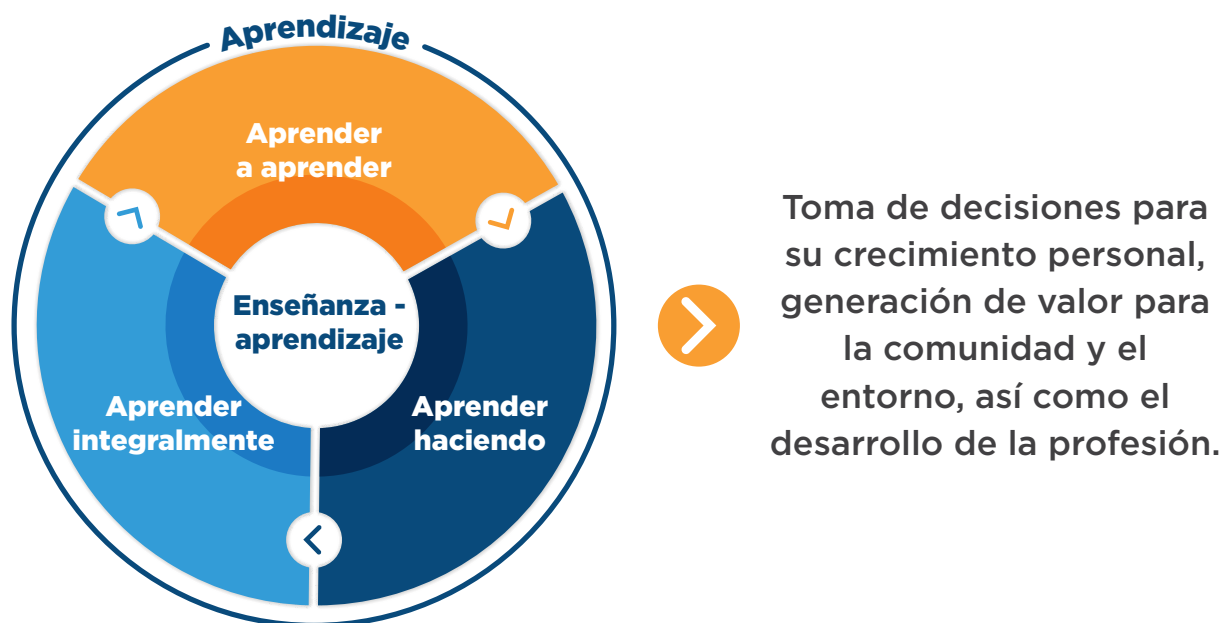 Aprendizaje
Aprender
a aprender
Enseñanza -
aprendizaje
Aprender
integralmente
Aprender
haciendo
Toma de decisiones para
su crecimiento personal,
generación de valor para
la comunidad y el
entorno, así como el
desarrollo de la profesión.